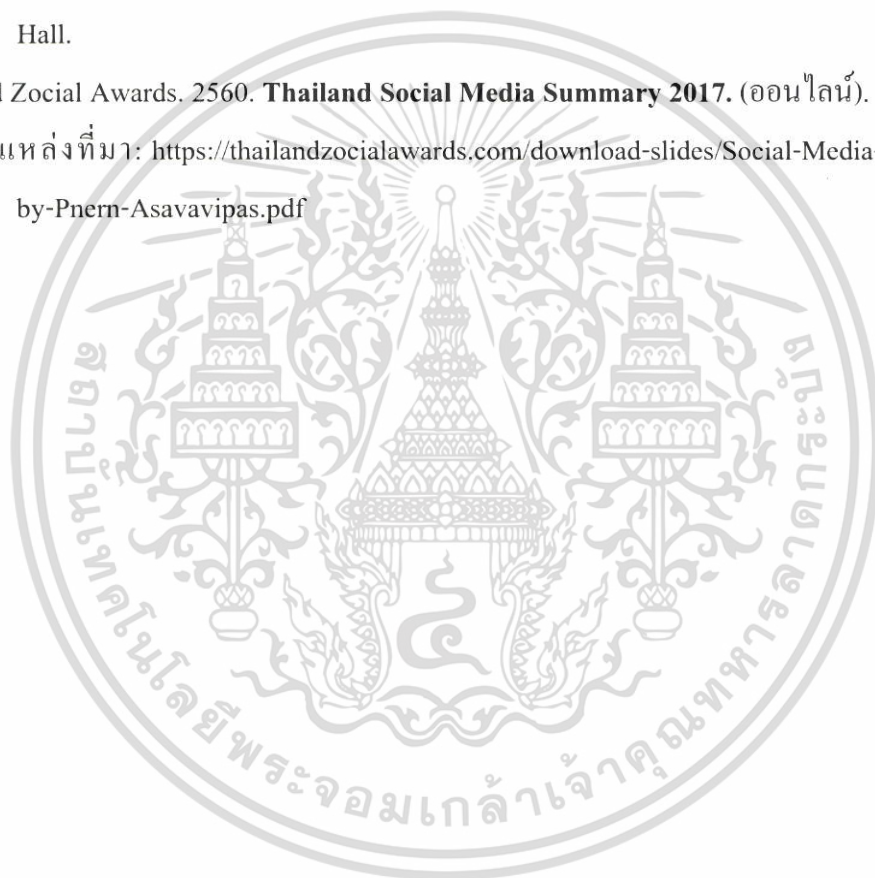 Hall.
l Zocial Awards. 2560. Thailand Social Media Summary 2017. (ออนไลน์).
แหล่งที่มา: https://thailandzocialawards.com/download-slides/Social-Media-
by-Pnern-Asavavipas.pdf
สถาบันเทคโนโลยีพระจอมเกล้าเจ้าคุณทหารลาดกระบัง
๔